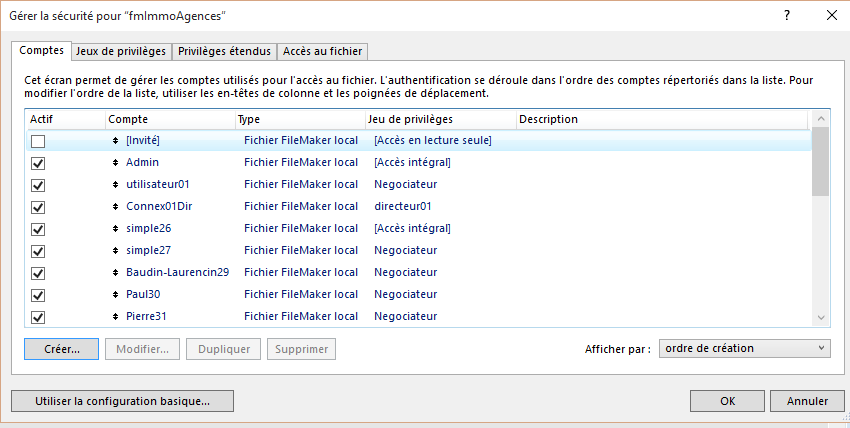 Gérer la sécurité pour "fmImmoAgences"
Comptes Jeux de privilèges Privilèges étendus Accès au fichier
Cet écran permet de gérer les comptes utilisés pour l'accès au fichier. L'authentification se déroule dans l'ordre des comptes répertoriés dans la liste. Pour
modifier l'ordre de la liste, utiliser les en-têtes de colonne et les poignées de déplacement.
Actif Compte Type Jeu de privilèges Description
[Invité] Fichier FileMaker local [Accès en lecture seule]
Admin Fichier FileMaker local [Accès intégral]
utilisateur01 Fichier FileMaker local Negociateur
Connex01Dir Fichier FileMaker local directeur01
simple26 Fichier FileMaker local [Accès intégral]
simple27 Fichier FileMaker local Negociateur
Baudin-Laurencin29 Fichier FileMaker local Negociateur
Paul30 Fichier FileMaker local Negociateur
Pierre31 Fichier FileMaker local Negociateur
Créer... Modifier... Dupliquer Supprimer Afficher par : ordre de création
Utiliser la configuration basique... OK Annuler